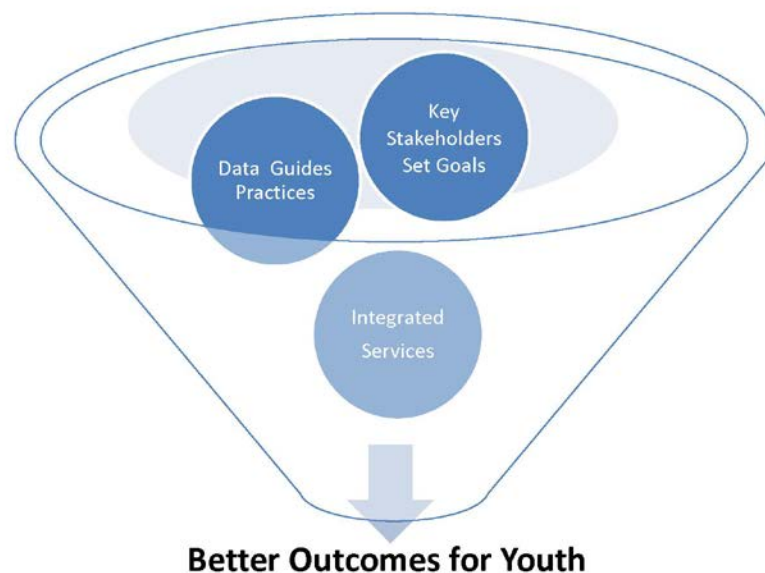 Key
Stakeholders
Set Goals
Data Guides
Practices
Integrated
Services
Better Outcomes for Youth